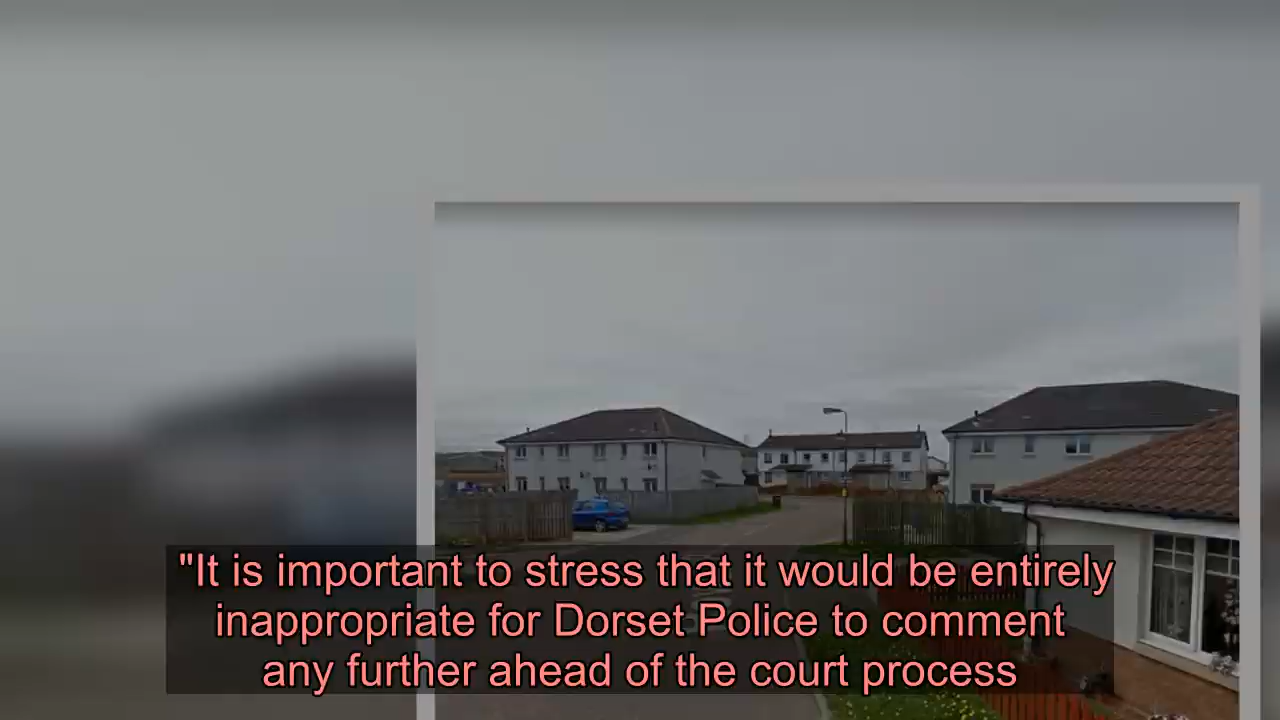 "It is important to stress that it would be entirely
inappropriate for Dorset Police to comment
any further ahead of the court process